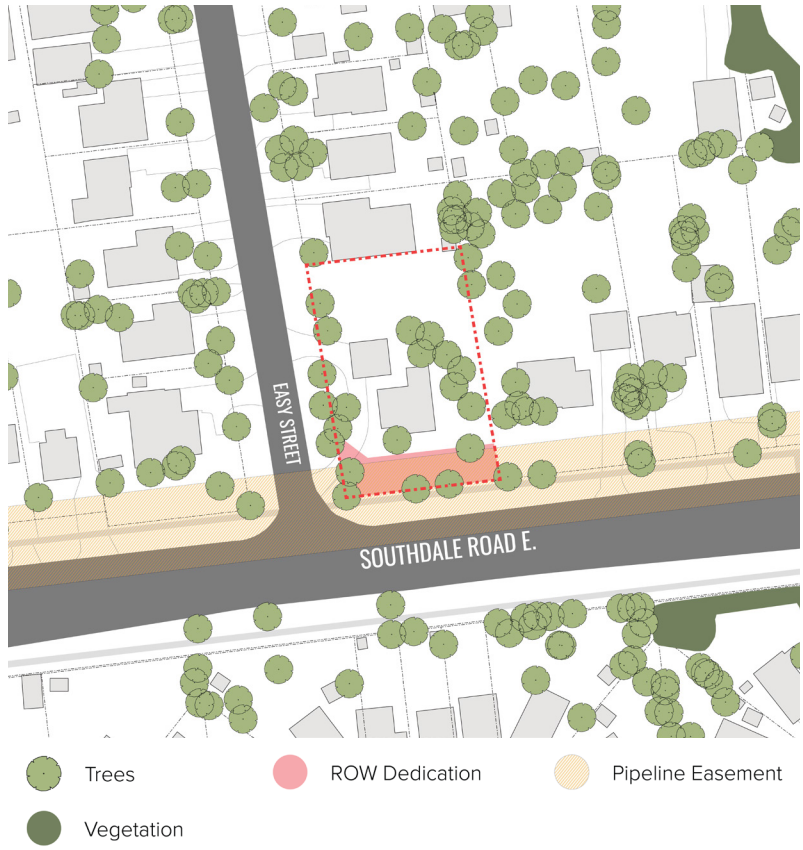 EASY STREET
SOUTHDALE ROAD E.
Trees
ROW Dedication
Pipeline Easement
Vegetation